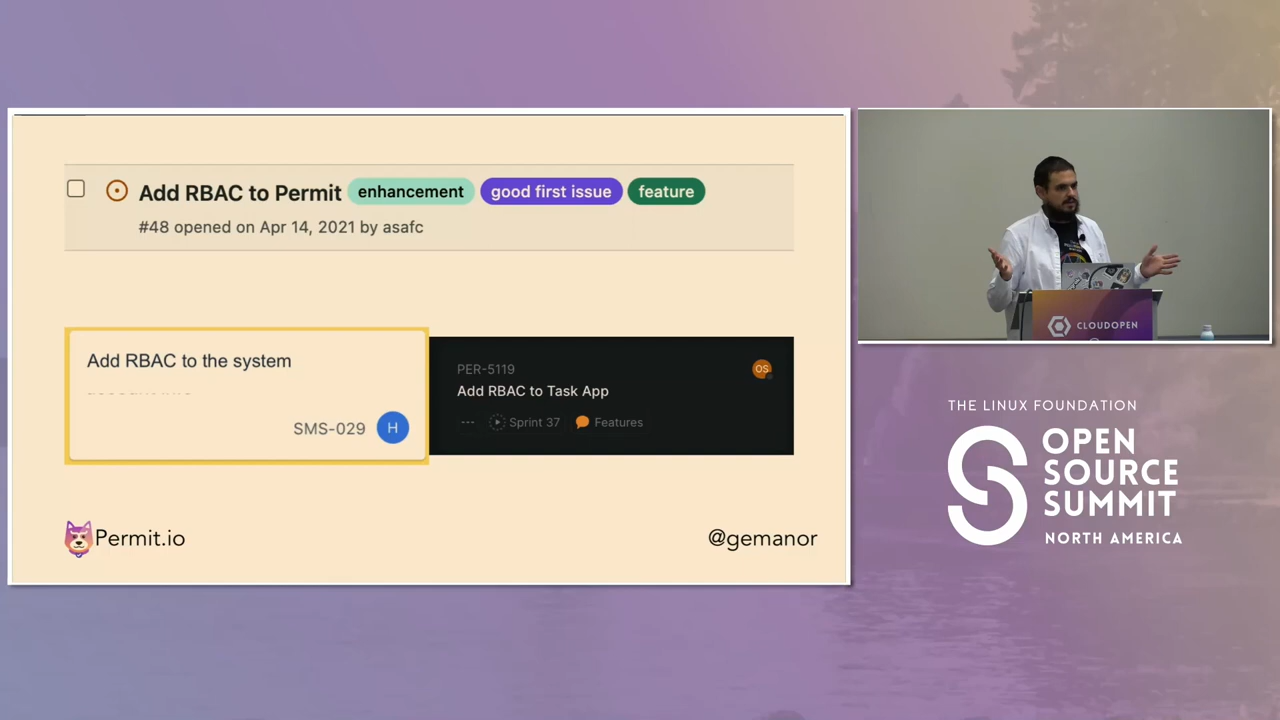 Add RBAC to Permit enhancement good first issue feature
#48 opened on Apr 14, 2021 by asafc
Add RBAC to the system
SMS-029 H
PER-5119 OS
Add RBAC to Task App
Sprint 37 Features
Permit.io
@gemanor
CLOUDOPEN
THE LINUX FOUNDATION
OPEN
SOURCE
SUMMIT
NORTH AMERICA